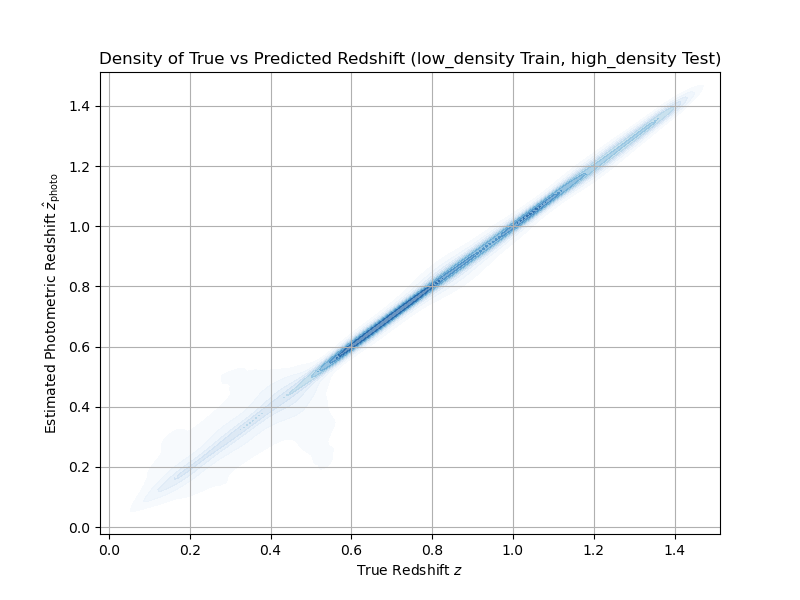 Density of True vs Predicted Redshift (low_density Train, high_density Test)
1.4
1.2
1.0
0.8
0.6
0.4
0.2
0.0
Estimated Photometric Redshift ẑphoto
0.0 0.2 0.4 0.6 0.8 1.0 1.2 1.4
True Redshift z